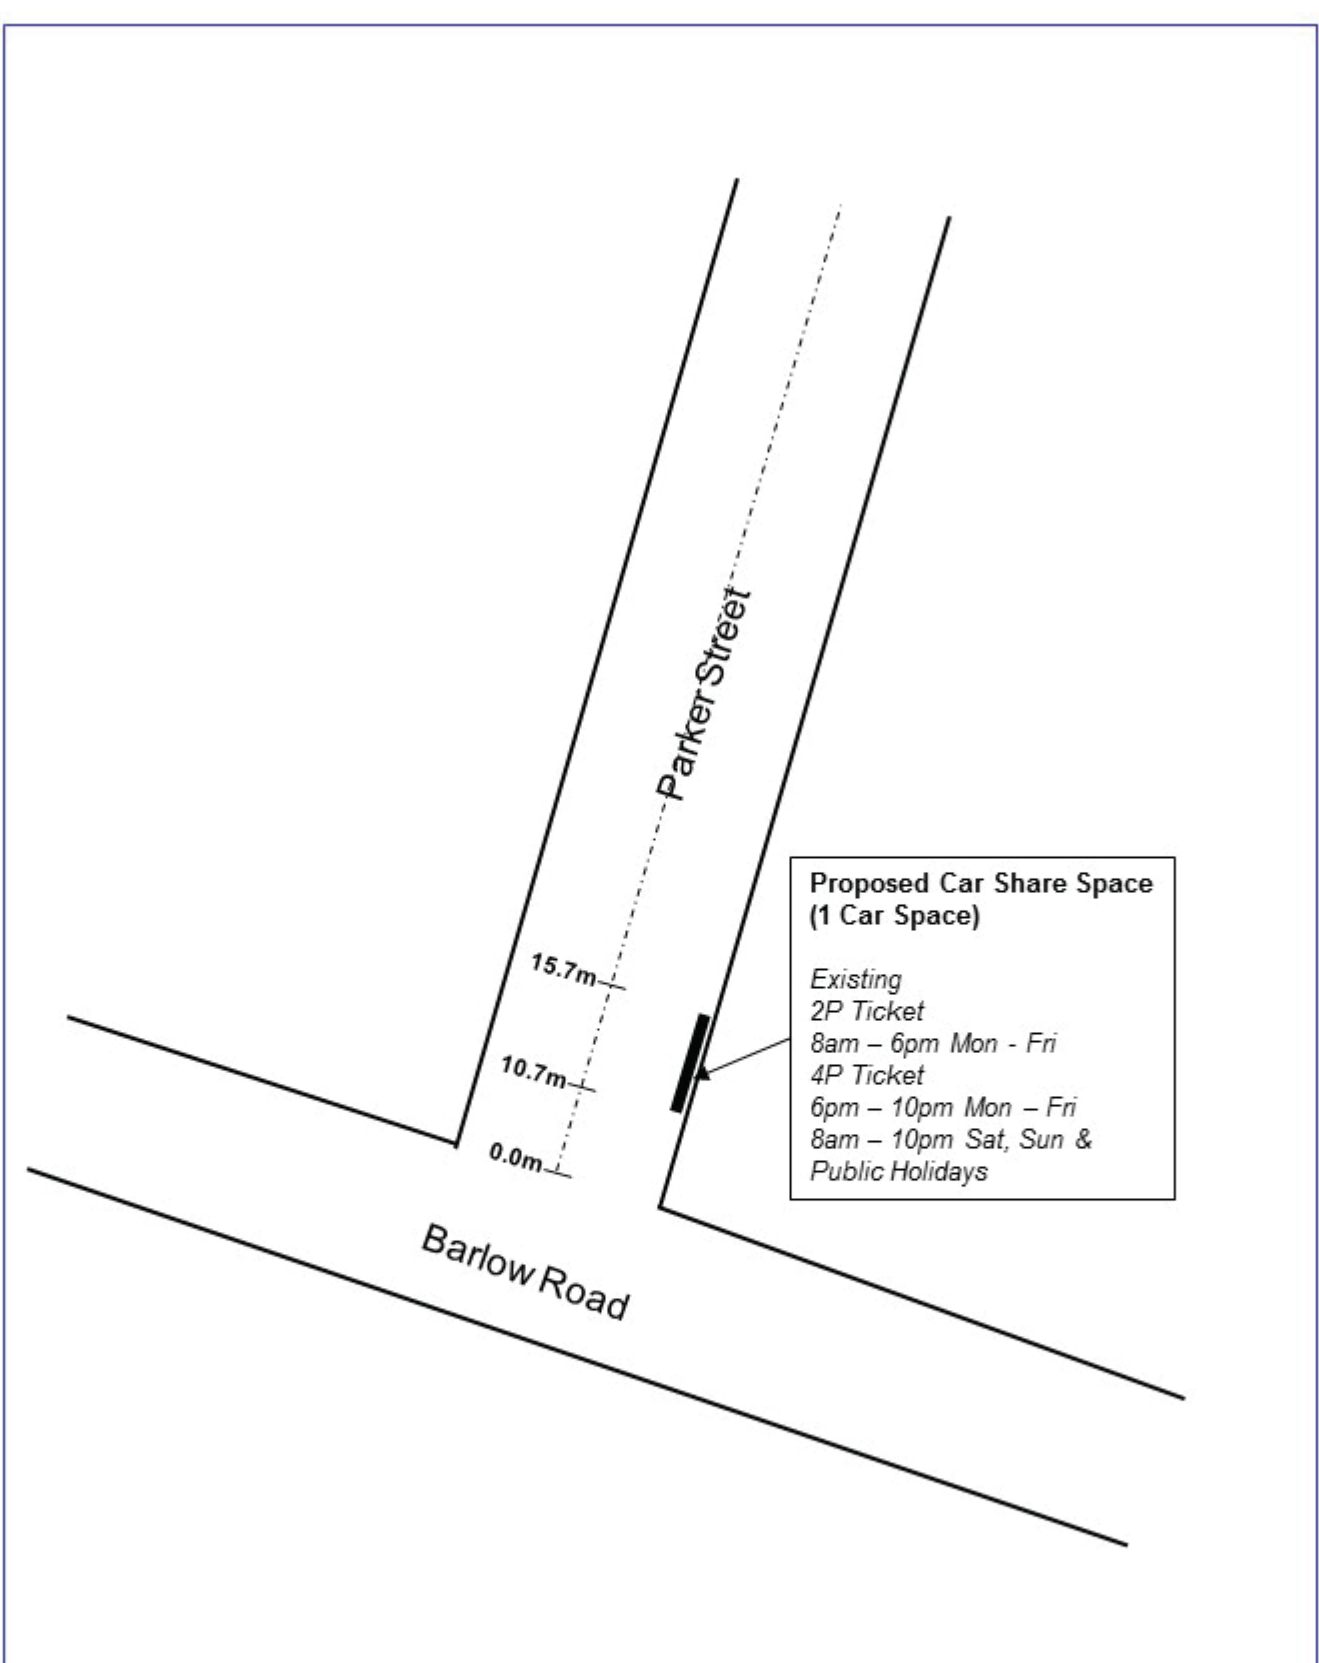 Parker Street
Proposed Car Share Space
(1 Car Space)
Existing
2P Ticket
8am – 6pm Mon - Fri
4P Ticket
6pm – 10pm Mon – Fri
8am – 10pm Sat, Sun &
Public Holidays
15.7m
10.7m
0.0m
Barlow Road